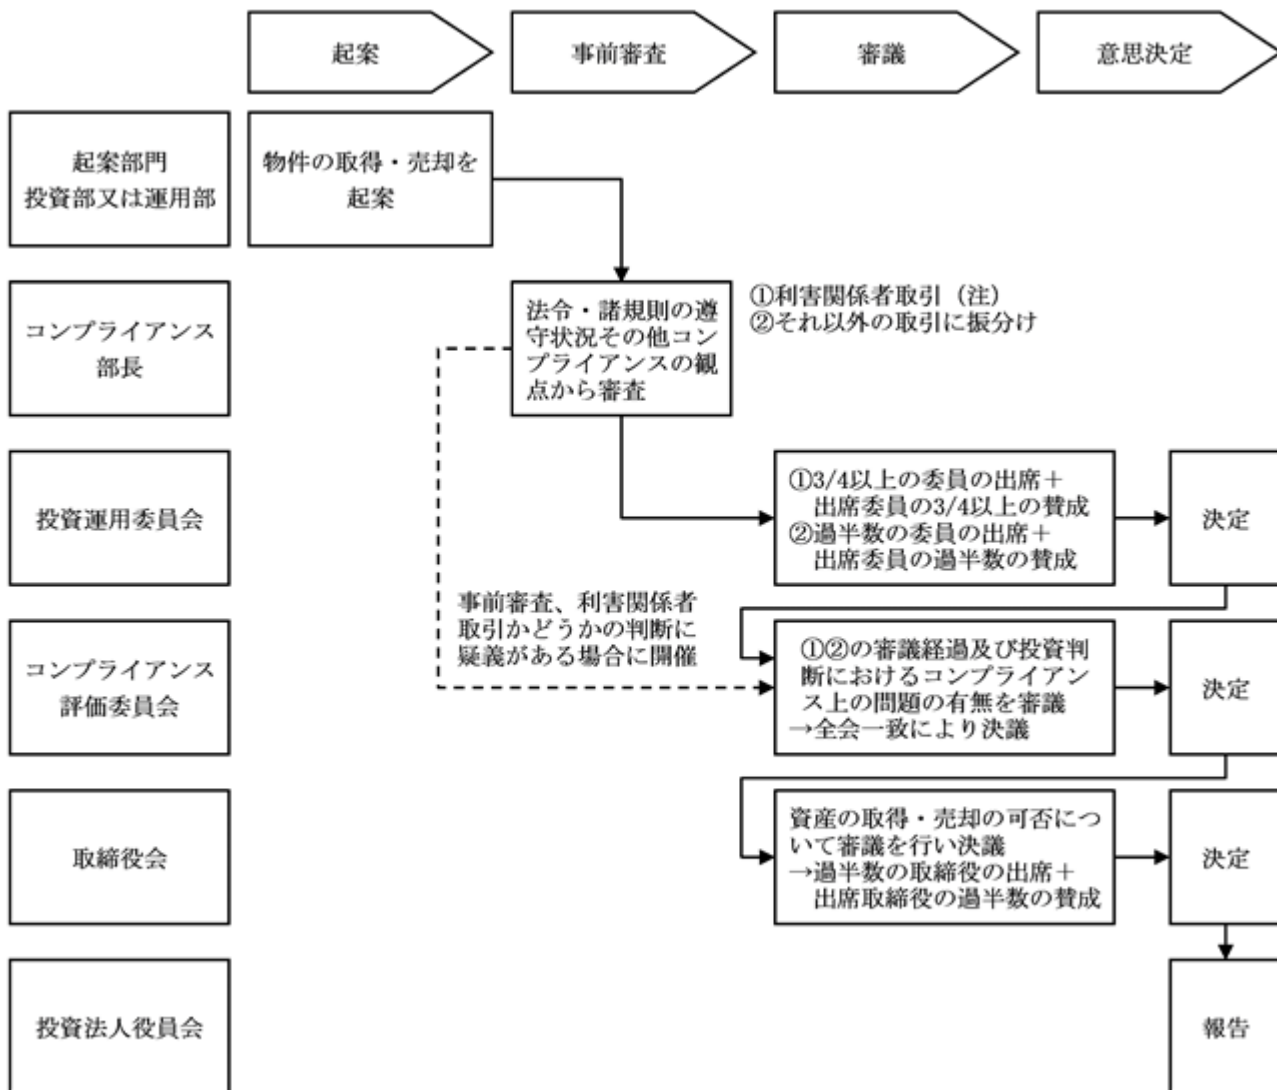 起案
事前審査
審議
意思決定
起案部門
投資部又は運用部
物件の取得・売却を
起案
コンプライアンス
部長
法令・諸規則の遵
守状況その他コン
プライアンスの観
点から審査
①利害関係者取引（注）
②それ以外の取引に振分け
投資運用委員会
①3/4以上の委員の出席＋
出席委員の3/4以上の賛成
②過半数の委員の出席＋
出席委員の過半数の賛成
決定
事前審査、利害関係者
取引かどうかの判断に
疑義がある場合に開催
コンプライアンス
評価委員会
①②の審議経過及び投資判
断におけるコンプライアン
ス上の問題の有無を審議
→全会一致により決議
決定
取締役会
資産の取得・売却の可否につ
いて審議を行い決議
→過半数の取締役の出席＋
出席取締役の過半数の賛成
決定
投資法人役員会
報告